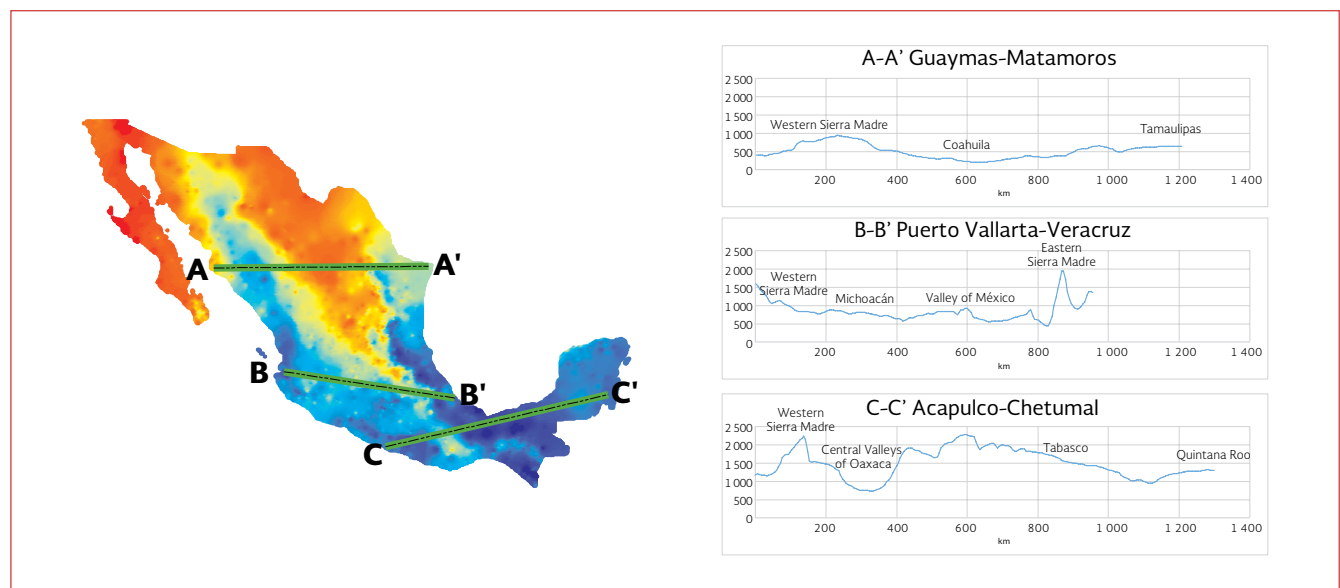 A
A'
B
B'
C
C'
A-A’ Guaymas-Matamoros
2 500
2 000
1 500
1 000
500
0
Western Sierra Madre
Coahuila
Tamaulipas
200 400 600 800 1 000 1 200 1 400
km
B-B’ Puerto Vallarta-Veracruz
2 500
2 000
1 500
1 000
500
0
Western
Sierra Madre
Michoacán
Valley of México
Eastern
Sierra Madre
200 400 600 800 1 000 1 200 1 400
km
C-C’ Acapulco-Chetumal
2 500
2 000
1 500
1 000
500
0
Western
Sierra Madre
Central Valleys
of Oaxaca
Tabasco
Quintana Roo
200 400 600 800 1 000 1 200 1 400
km